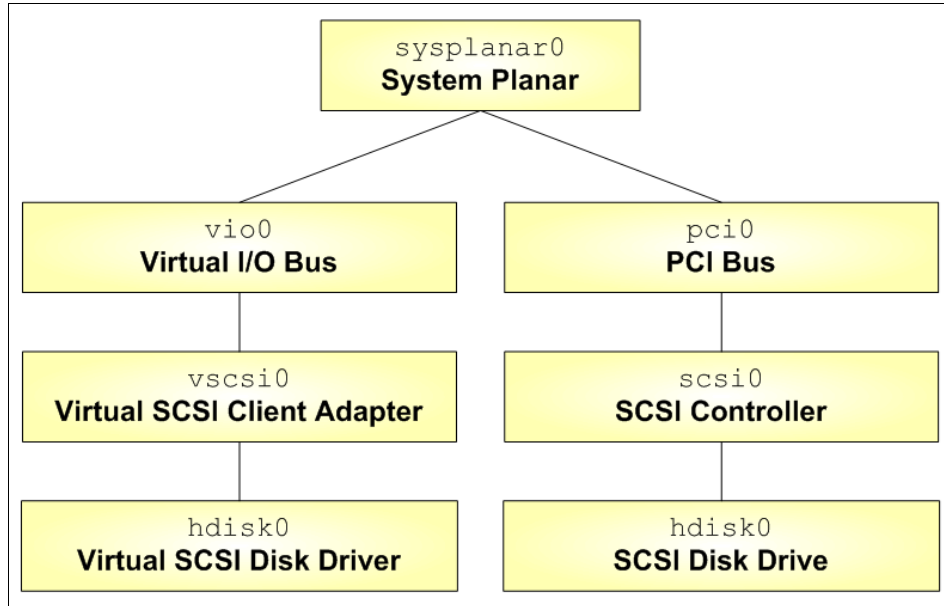 sysplanar0
System Planar
vio0
Virtual I/O Bus
pci0
PCI Bus
vscsi0
Virtual SCSI Client Adapter
scsi0
SCSI Controller
hdisk0
Virtual SCSI Disk Driver
hdisk0
SCSI Disk Drive